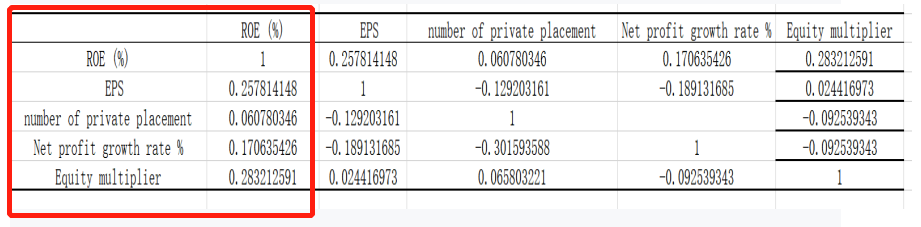 ROE (%) EPS number of private placement Net profit growth rate % Equity multiplier
ROE (%) 1 0.257814148 0.060780346 0.170635426 0.283212591
EPS 0.257814148 1 -0.129203161 -0.189131685 0.024416973
number of private placement 0.060780346 -0.129203161 1 -0.092539343
Net profit growth rate % 0.170635426 -0.189131685 -0.301593588 1 -0.092539343
Equity multiplier 0.283212591 0.024416973 0.065803221 -0.092539343 1